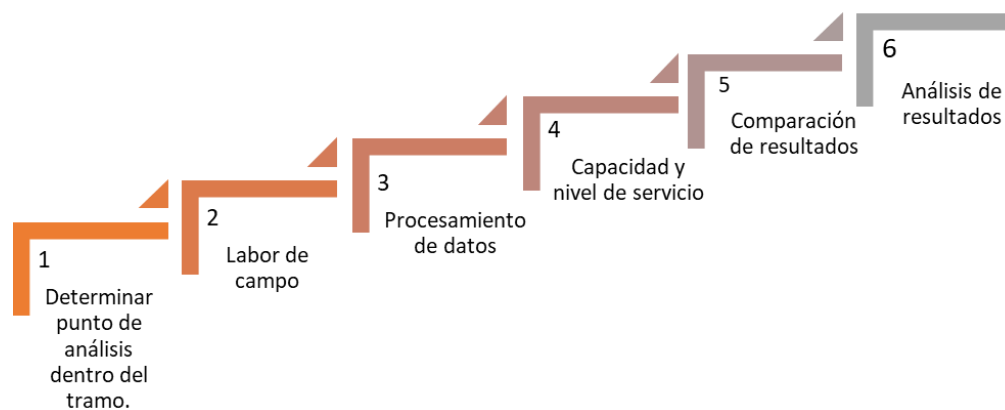 1
Determinar
punto de
análisis
dentro del
tramo.
2
Labor de
campo
3
Procesamiento
de datos
4
Capacidad y
nivel de servicio
5
Comparación
de resultados
6
Análisis de
resultados